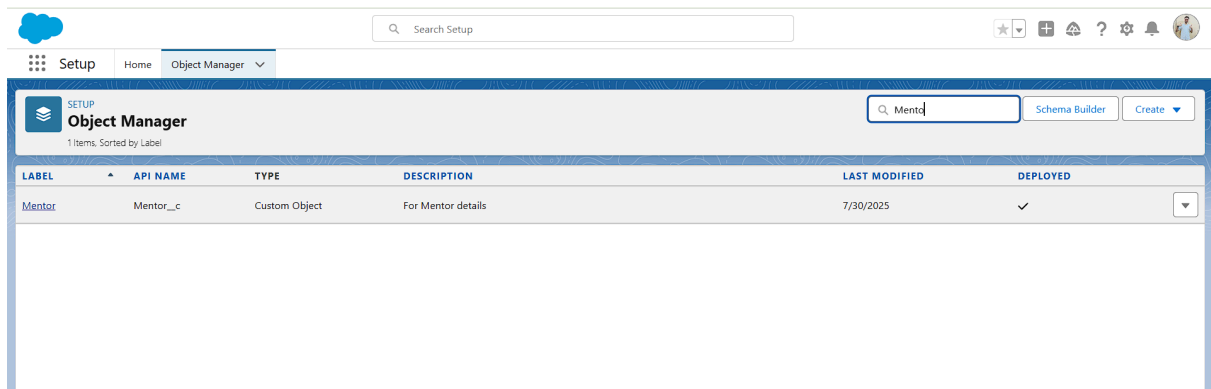 Search Setup
?
Setup Home Object Manager
SETUP
Object Manager
1 Items, Sorted by Label
Mento
Schema Builder
Create
LABEL API NAME TYPE DESCRIPTION LAST MODIFIED DEPLOYED
Mentor Mentor__c Custom Object For Mentor details 7/30/2025